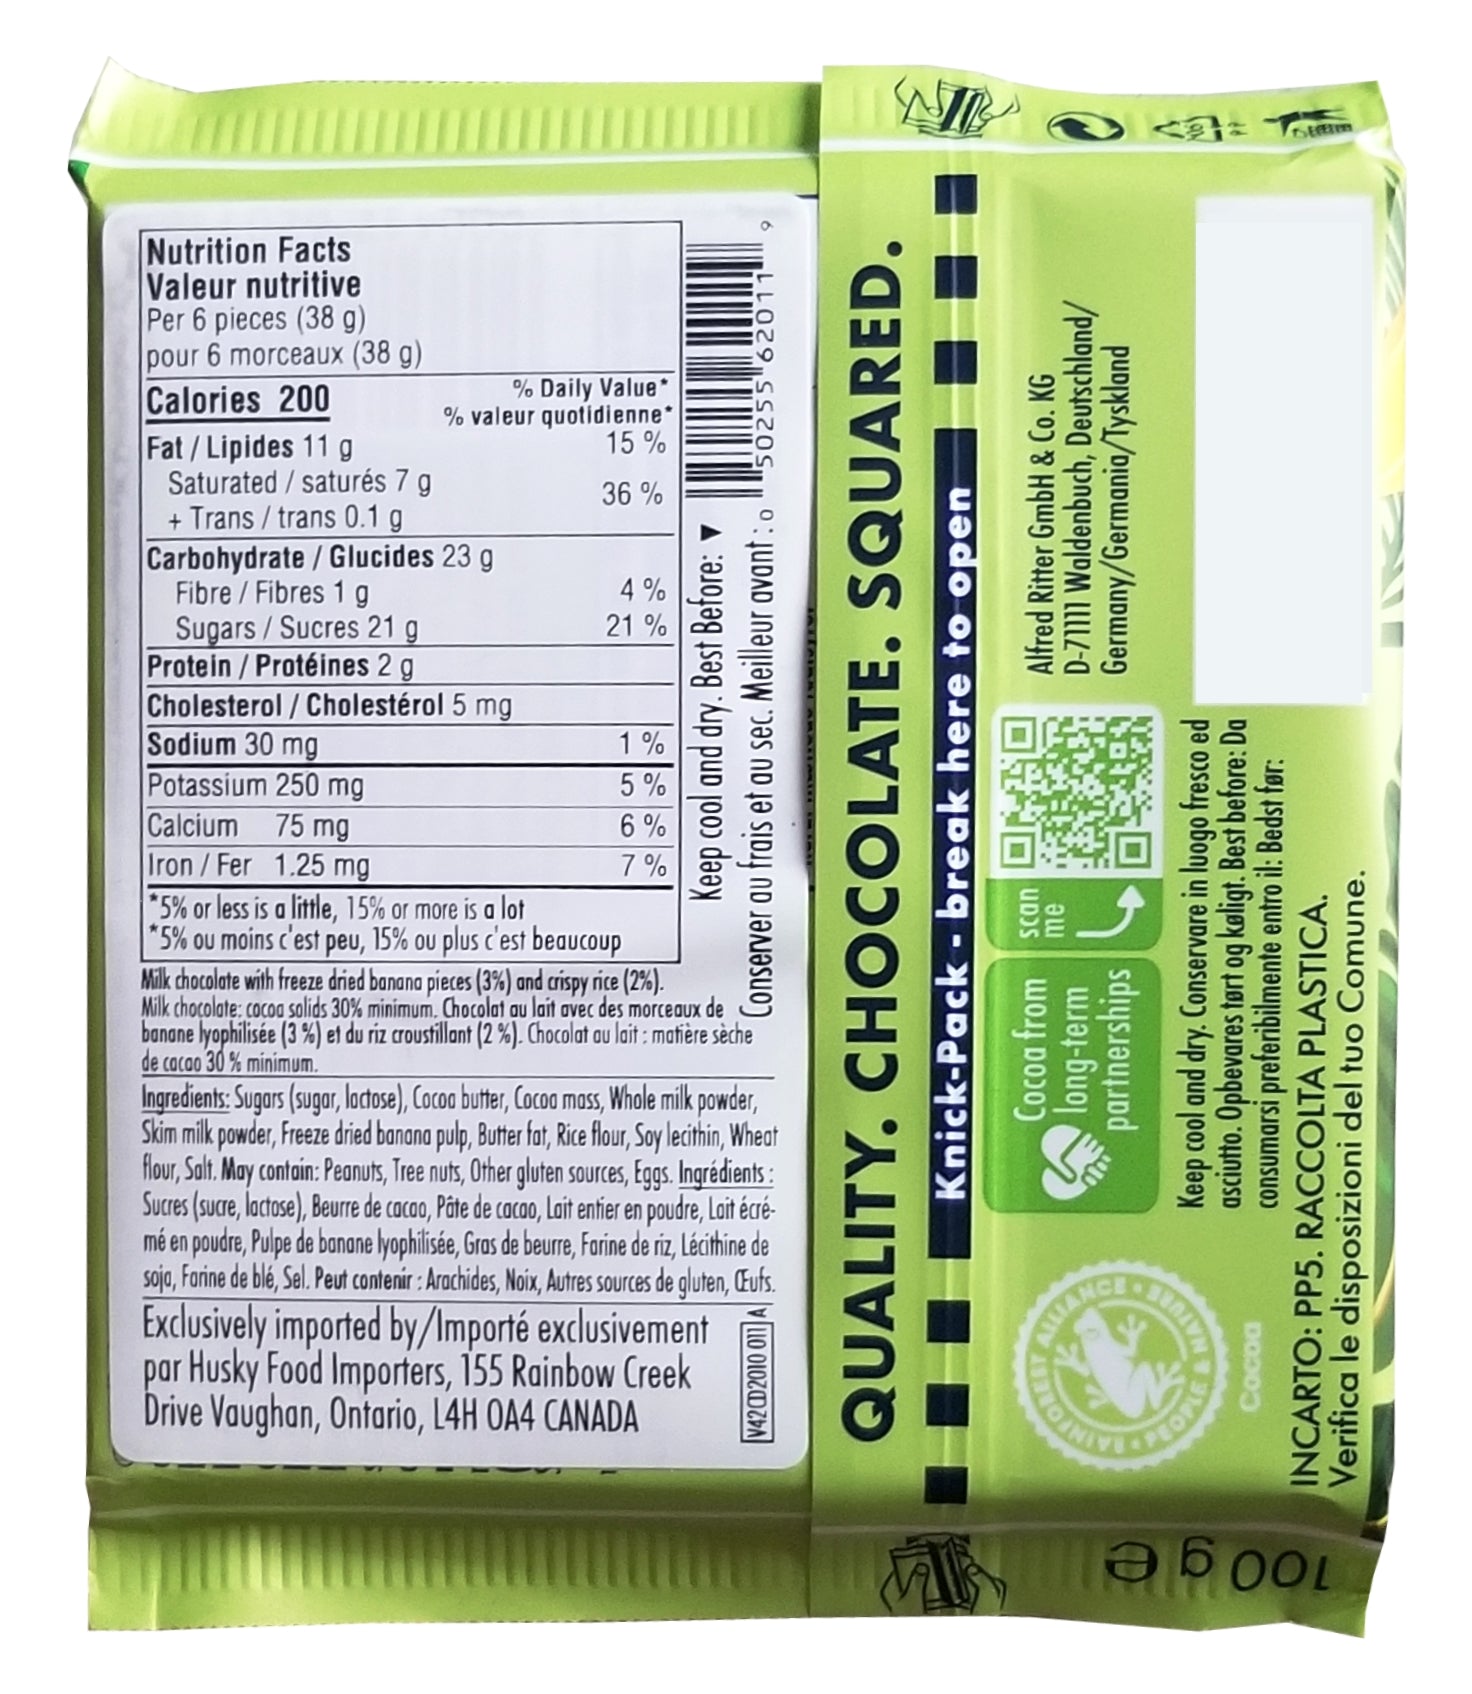 Nutrition Facts
Valeur nutritive
Per 6 pieces (38 g)
pour 6 morceaux (38 g)
Calories 200
% Daily Value*
% valeur quotidienne*
Fat / Lipides 11 g 15 %
Saturated / saturés 7 g
+ Trans / trans 0.1 g 36 %
Carbohydrate / Glucides 23 g
Fibre / Fibres 1 g 4 %
Sugars / Sucres 21 g 21 %
Protein / Protéines 2 g
Cholesterol / Cholestérol 5 mg
Sodium 30 mg 1 %
Potassium 250 mg 5 %
Calcium 75 mg 6 %
Iron / Fer 1.25 mg 7 %
*5% or less is a little, 15% or more is a lot
*5% ou moins c'est peu, 15% ou plus c'est beaucoup
Milk chocolate with freeze dried banana pieces (3%) and crispy rice (2%).
Milk chocolate: cocoa solids 30% minimum. Chocolat au lait avec des morceaux de
banane lyophilisée (3 %) et du riz croustillant (2 %). Chocolat au lait : matière sèche
de cacao 30 % minimum.
Ingredients: Sugars (sugar, lactose), Cocoa butter, Cocoa mass, Whole milk powder,
Skim milk powder, Freeze dried banana pulp, Butter fat, Rice flour, Soy lecithin, Wheat
flour, Salt. May contain: Peanuts, Tree nuts, Other gluten sources, Eggs. Ingrédients :
Sucres (sucre, lactose), Beurre de cacao, Pâte de cacao, Lait entier en poudre, Lait écré-
mé en poudre, Pulpe de banane lyophilisée, Gras de beurre, Farine de riz, Lécithine de
soja, Farine de blé, Sel. Peut contenir : Arachides, Noix, Autres sources de gluten, Œufs.
Exclusively imported by/Importé exclusivement
par Husky Food Importers, 155 Rainbow Creek
Drive Vaughan, Ontario, L4H 0A4 CANADA
V42CD2010 011 A
Keep cool and dry. Best Before: ▼
Conserver au frais et au sec. Meilleur avant :
0 50255 62011 9
QUALITY. CHOCOLATE. SQUARED.
Knick-Pack - break here to open
Cocoa from
long-term
partnerships
scan
me
Alfred Ritter GmbH & Co. KG
D-71111 Waldenbuch, Deutschland/
Germany/Germania/Tyskland
RAINFOREST ALLIANCE • PEOPLE & NATURE
Cocoa
Keep cool and dry. Conservare in luogo fresco ed
asciutto. Opbevares tørt og køligt. Best before: Da
consumarsi preferibilmente entro il: Bedst før:
INCARTO: PP5. RACCOLTA PLASTICA.
Verifica le disposizioni del tuo Comune.
100 g e